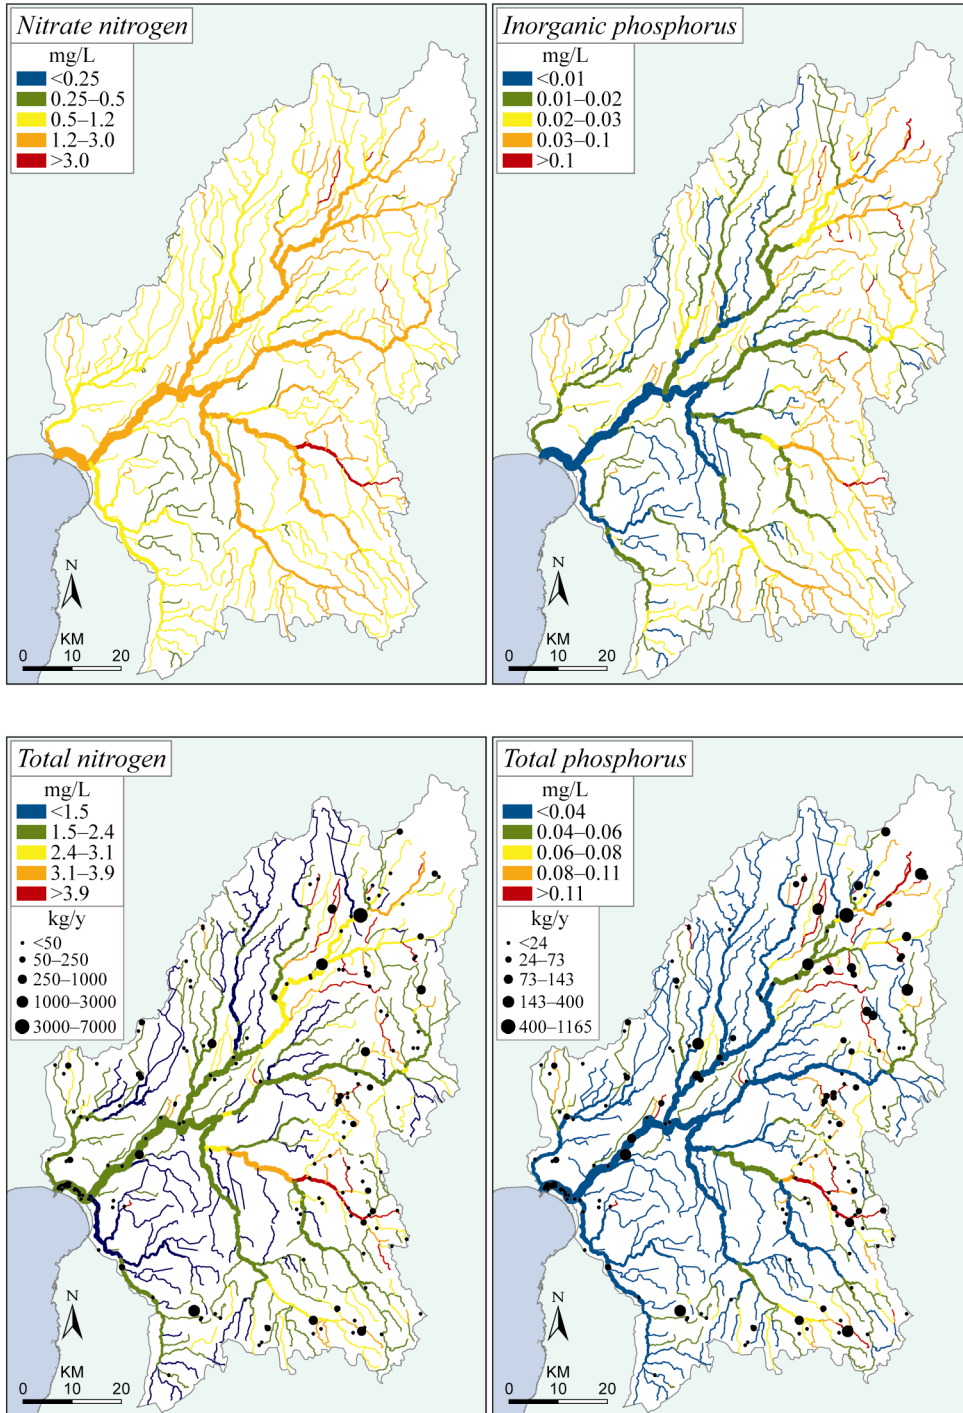 Nitrate nitrogen
mg/L
<0.25
0.25–0.5
0.5–1.2
1.2–3.0
>3.0
N
KM
0 10 20
Inorganic phosphorus
mg/L
<0.01
0.01–0.02
0.02–0.03
0.03–0.1
>0.1
N
KM
0 10 20
Total nitrogen
mg/L
<1.5
1.5–2.4
2.4–3.1
3.1–3.9
>3.9
kg/y
<50
50–250
250–1000
1000–3000
3000–7000
N
KM
0 10 20
Total phosphorus
mg/L
<0.04
0.04–0.06
0.06–0.08
0.08–0.11
>0.11
kg/y
<24
24–73
73–143
143–400
400–1165
N
KM
0 10 20